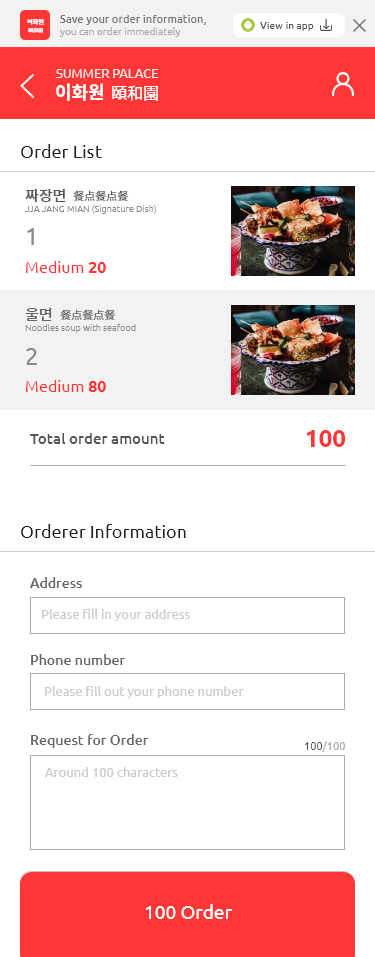 이화원
頤和園
Save your order information,
you can order immediately
View in app
SUMMER PALACE
이화원 頤和園
Order List
짜장면 餐点餐点餐
JJA JANG MIAN (Signature Dish)
1
Medium 20
울면 餐点餐点餐
Noodles soup with seafood
2
Medium 80
Total order amount 100
Orderer Information
Address
Please fill in your address
Phone number
Please fill out your phone number
Request for Order 100/100
Around 100 characters
100 Order